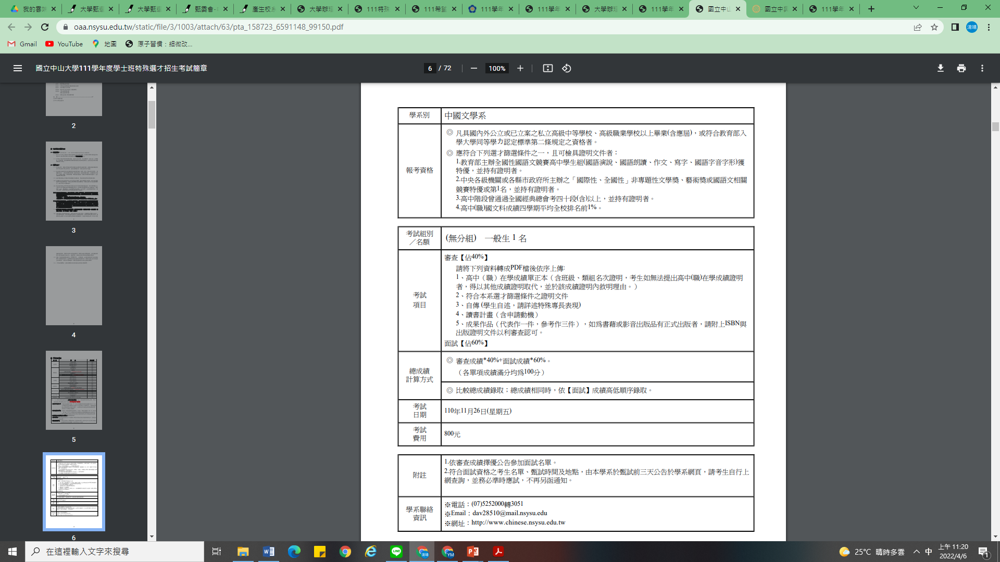 我的雲端
大學甄選
大學甄選
甄委會-
產生校系
大學辦理
111特殊
111希望
111學年
111學年
大學辦理
111學年
國立中山
國立中興
111學年
oaa.nsysu.edu.tw/static/file/3/1003/attach/63/pta_158723_6591148_99150.pdf
Gmail
YouTube
地圖
原子習慣：細微改...
國立中山大學111學年度學士班特殊選才招生考試簡章
6 / 72
100%
2
3
4
5
6
學系別
中國文學系
報考資格
◎ 凡具國內外公立或已立案之私立高級中等學校、高級職業學校以上畢業(含應屆)，或符合教育部入
學大學同等學力認定標準第二條規定之資格者。
◎ 應符合下列選才篩選條件之一，且可檢具證明文件者：
1.教育部主辦全國性國語文競賽高中學生組(國語演說、國語朗讀、作文、寫字、國語字音字形)獲
特優，並持有證明者。
2.中央各級機關或各縣市政府所主辦之「國際性、全國性」非專題性文學獎、藝術獎或國語文相關
競賽特優或第1名，並持有證明者。
3.高中階段曾通過全國經典總會考四十段(含)以上，並持有證明者。
4.高中(職)國文科成績四學期平均全校排名前1%。
考試組別
／名額
(無分組) 一般生 1 名
考試
項目
審查【佔40%】
請將下列資料轉成PDF檔後依序上傳:
1、高中（職）在學成績單正本（含班級、類組名次證明，考生如無法提出高中(職)在學成績證明
者，得以其他成績證明取代，並於該成績證明內敘明理由。）
2、符合本系選才篩選條件之證明文件
3、自傳 (學生自述，請詳述特殊專長表現)
4、讀書計畫（含申請動機）
5、成果作品（代表作一件，參考作三件），如為書藉或影音出版品有正式出版者，請附上ISBN與
出版證明文件以利審查認可。
面試【佔60%】
總成績
計算方式
◎ 審查成績*40%+面試成績*60%。
（各單項成績滿分均為100分）
◎ 比較總成績錄取；總成績相同時，依【面試】成績高低順序錄取。
考試
日期
110年11月26日(星期五)
考試
費用
800元
附註
1.依審查成績擇優公告參加面試名單。
2.符合面試資格之考生名單、甄試時間及地點，由本學系於甄試前三天公告於學系網頁，請考生自行上
網查詢，並務必準時應試，不再另函通知。
學系聯絡
資訊
※電話：(07)5252000轉3051
※Email：dav28510@mail.nsysu.edu
※網址：http://www.chinese.nsysu.edu.tw
在這裡輸入文字來搜尋
25°C 晴時多雲
中
上午 11:20
2022/4/6